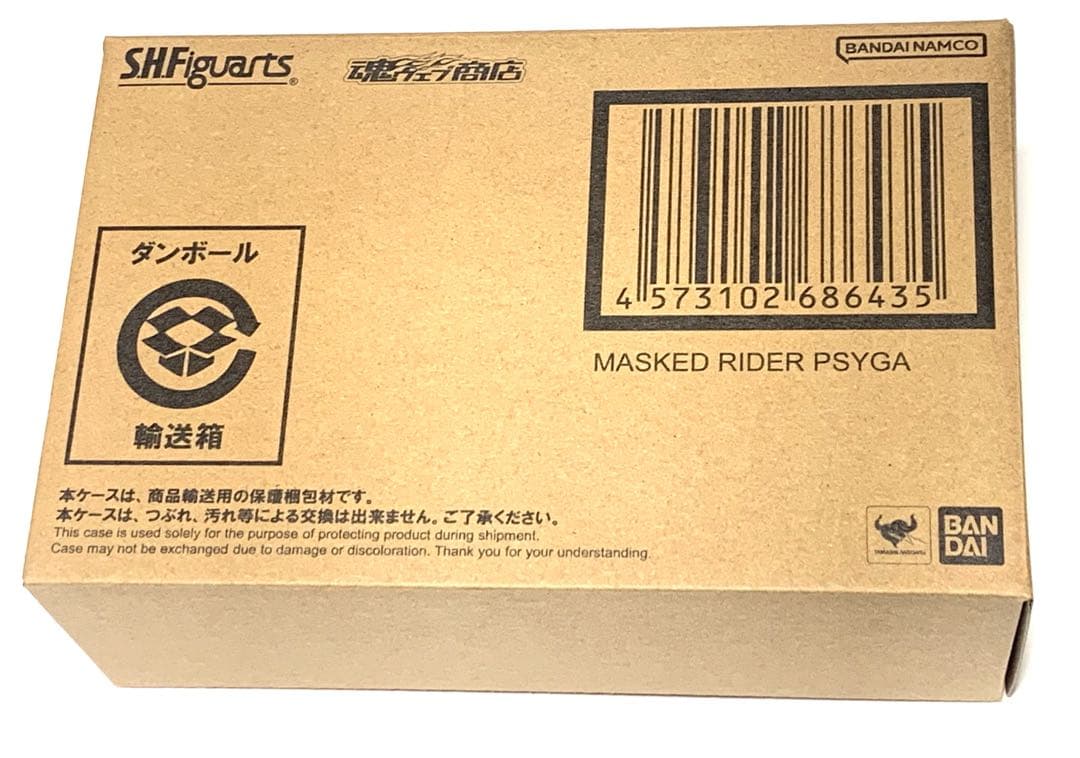 S.H.Figuarts®
魂ウェブ商店
BANDAI NAMCO
4 573102 686435
MASKED RIDER PSYGA
ダンボール
輸送箱
本ケースは、商品輸送用の保護梱包材です。
本ケースは、つぶれ、汚れ等による交換は出来ません。ご了承ください。
This case is used solely for the purpose of protecting product during shipment.
Case may not be exchanged due to damage or discoloration. Thank you for your understanding.
TAMASHII NATIONS
BAN
DAI